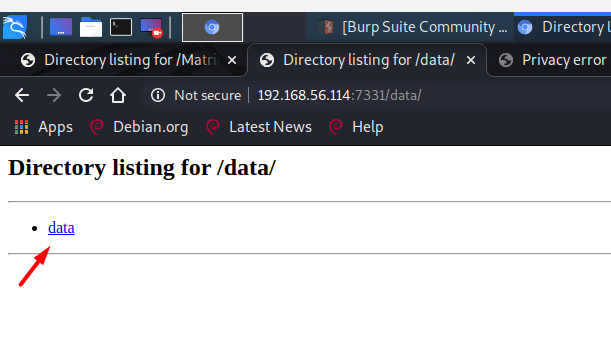 [Burp Suite Community ...
Directory l
Directory listing for /Matri
Directory listing for /data/
Privacy error
Not secure
192.168.56.114:7331/data/
Apps
Debian.org
Latest News
Help
Directory listing for /data/
data